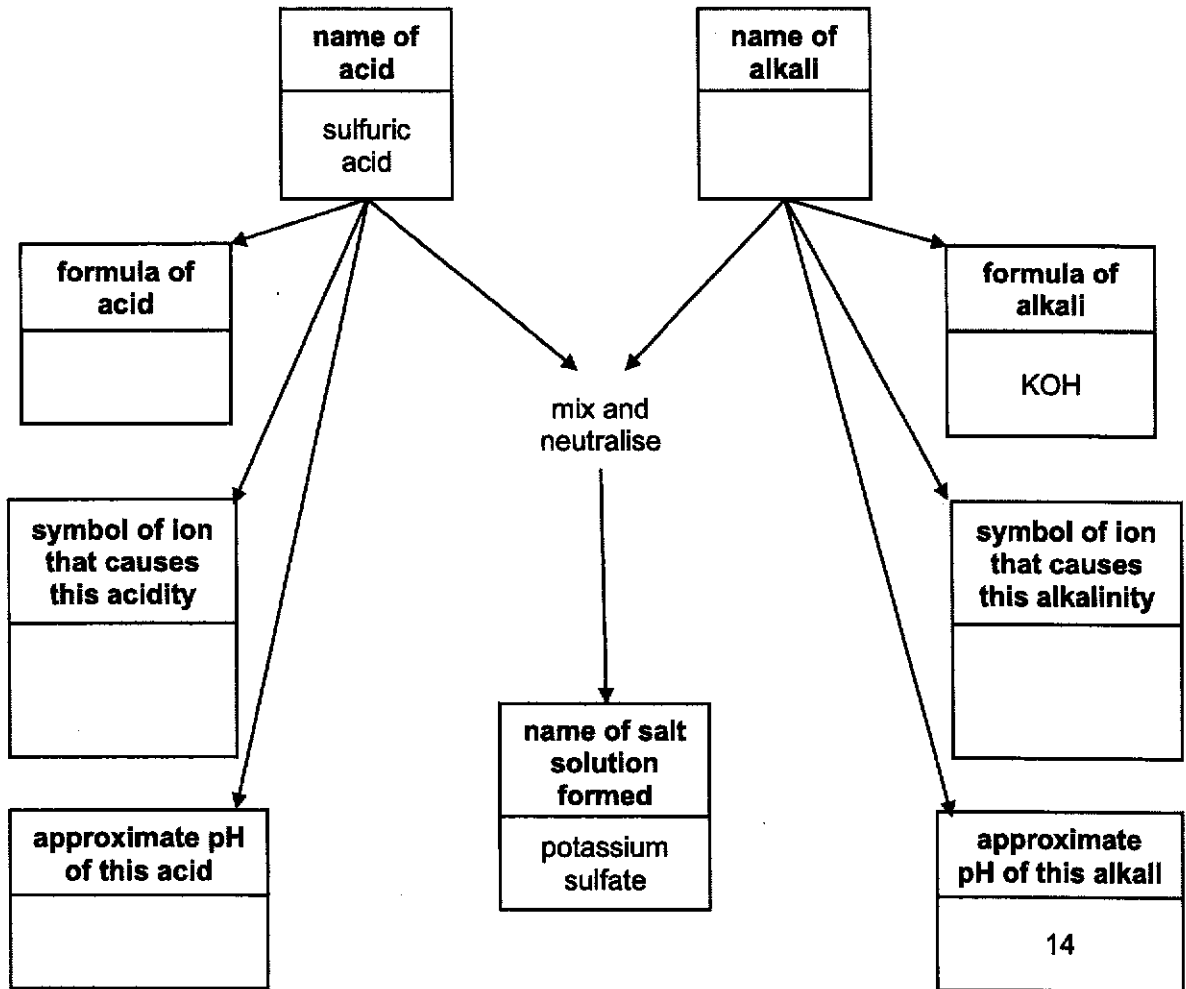 name of
acid
sulfuric
acid
name of
alkali
formula of
acid
formula of
alkali
KOH
mix and
neutralise
symbol of ion
that causes
this acidity
symbol of ion
that causes
this alkalinity
name of salt
solution
formed
potassium
sulfate
approximate pH
of this acid
approximate
pH of this alkali
14